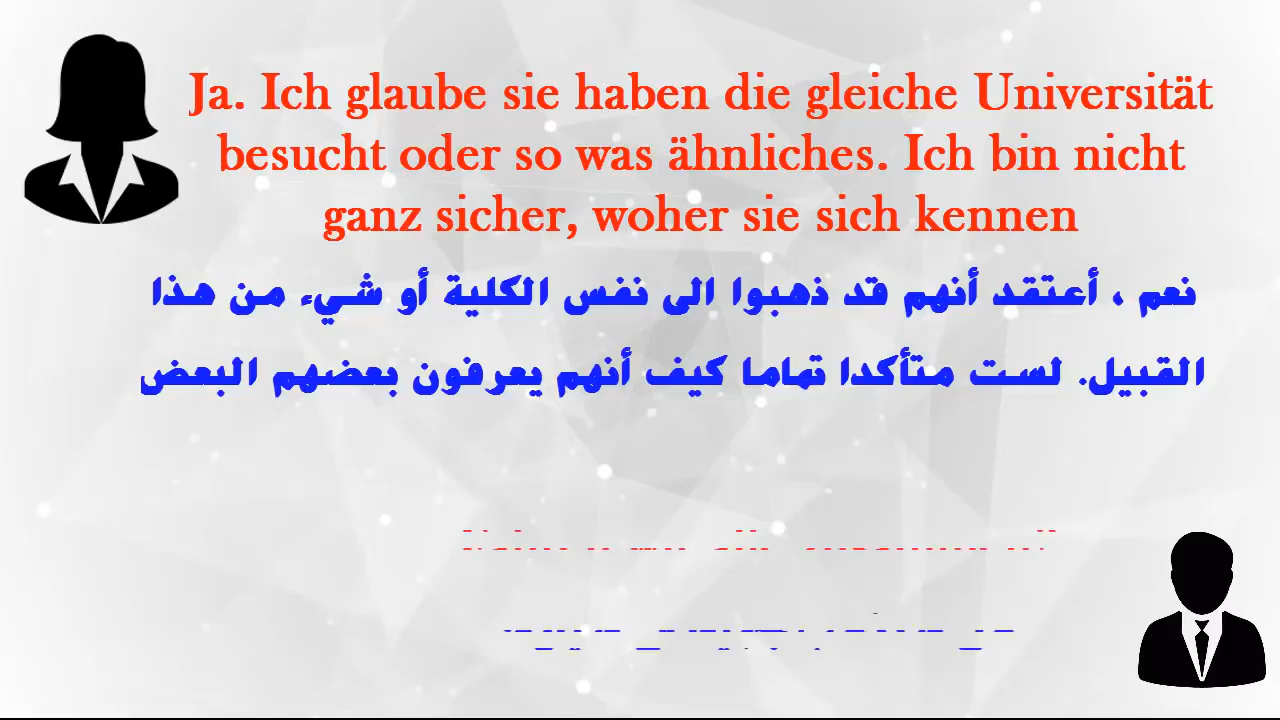 Ja. Ich glaube sie haben die gleiche Universität
besucht oder so was ähnliches. Ich bin nicht
ganz sicher, woher sie sich kennen
نعم ، أعتقد أنهم قد ذهبوا الى نفس الكلية أو شيء من هذا
القبيل. لست متأكدا تماما كيف أنهم يعرفون بعضهم البعض